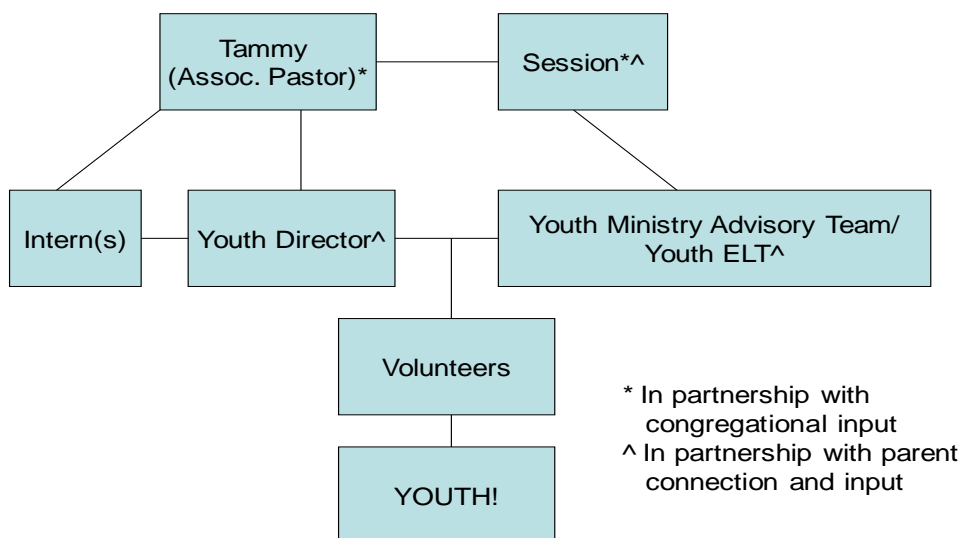 Tammy
(Assoc. Pastor)*
Session*^
Intern(s)
Youth Director^
Youth Ministry Advisory Team/
Youth ELT^
Volunteers
YOUTH!
* In partnership with
congregational input
^ In partnership with parent
connection and input